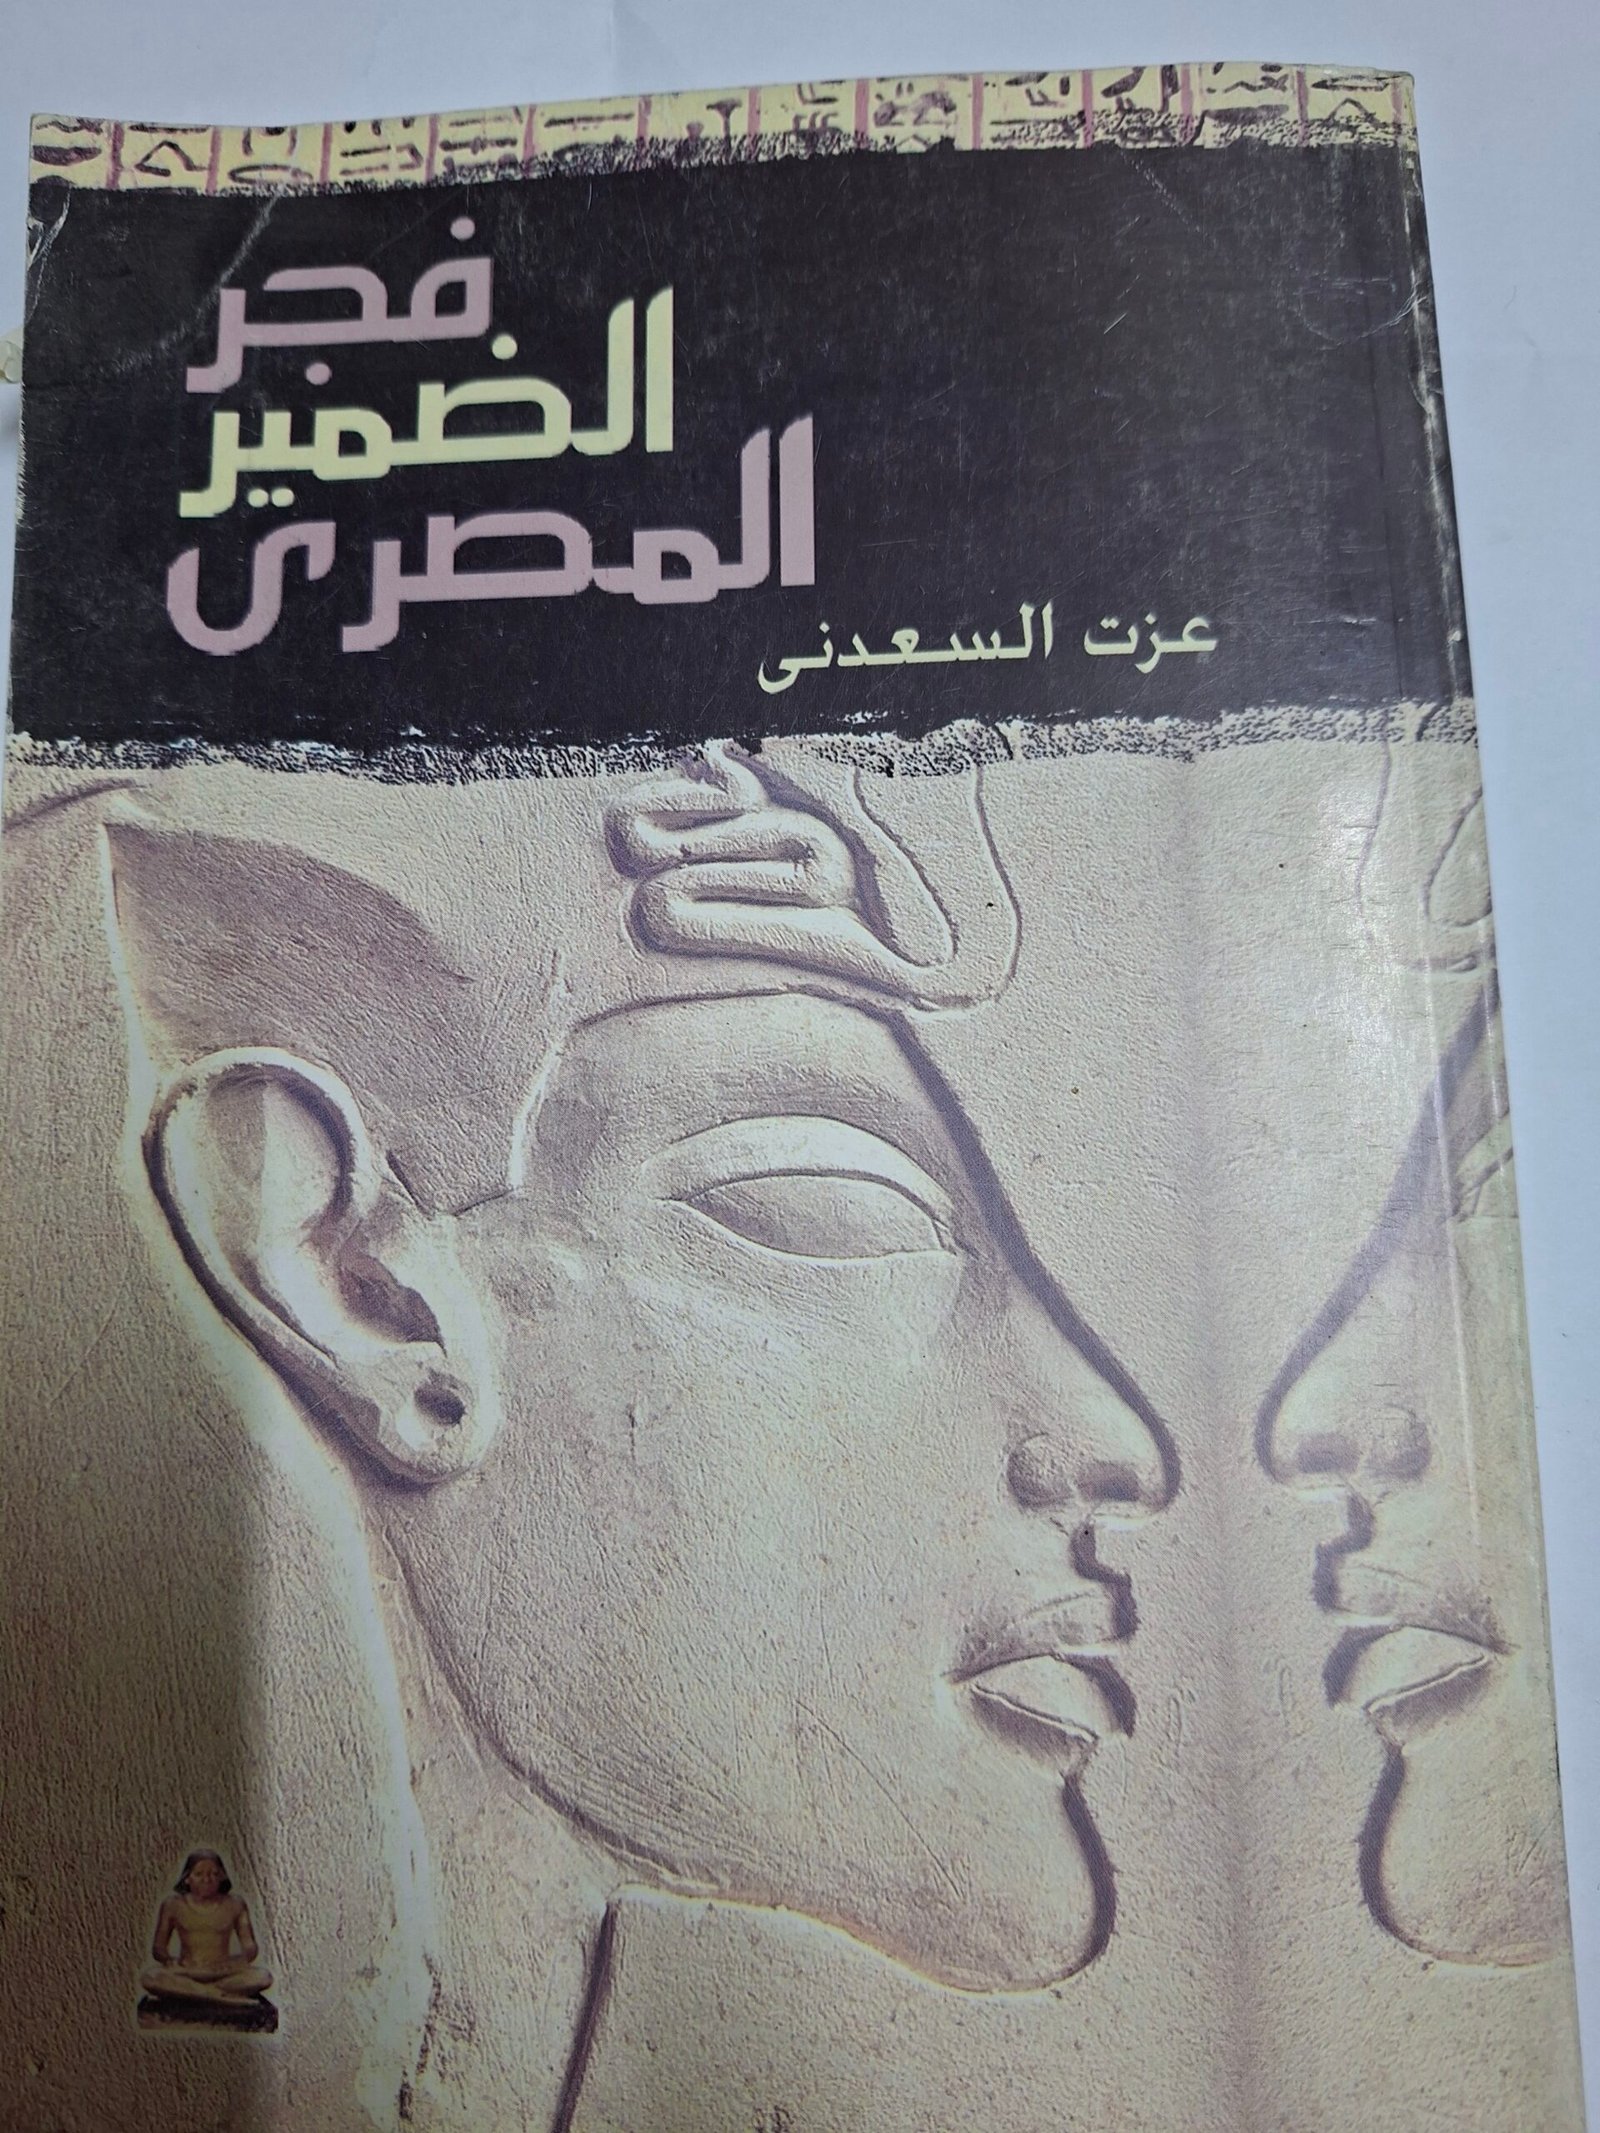 فجر
الضمير
المصرى
عزت السعدنى